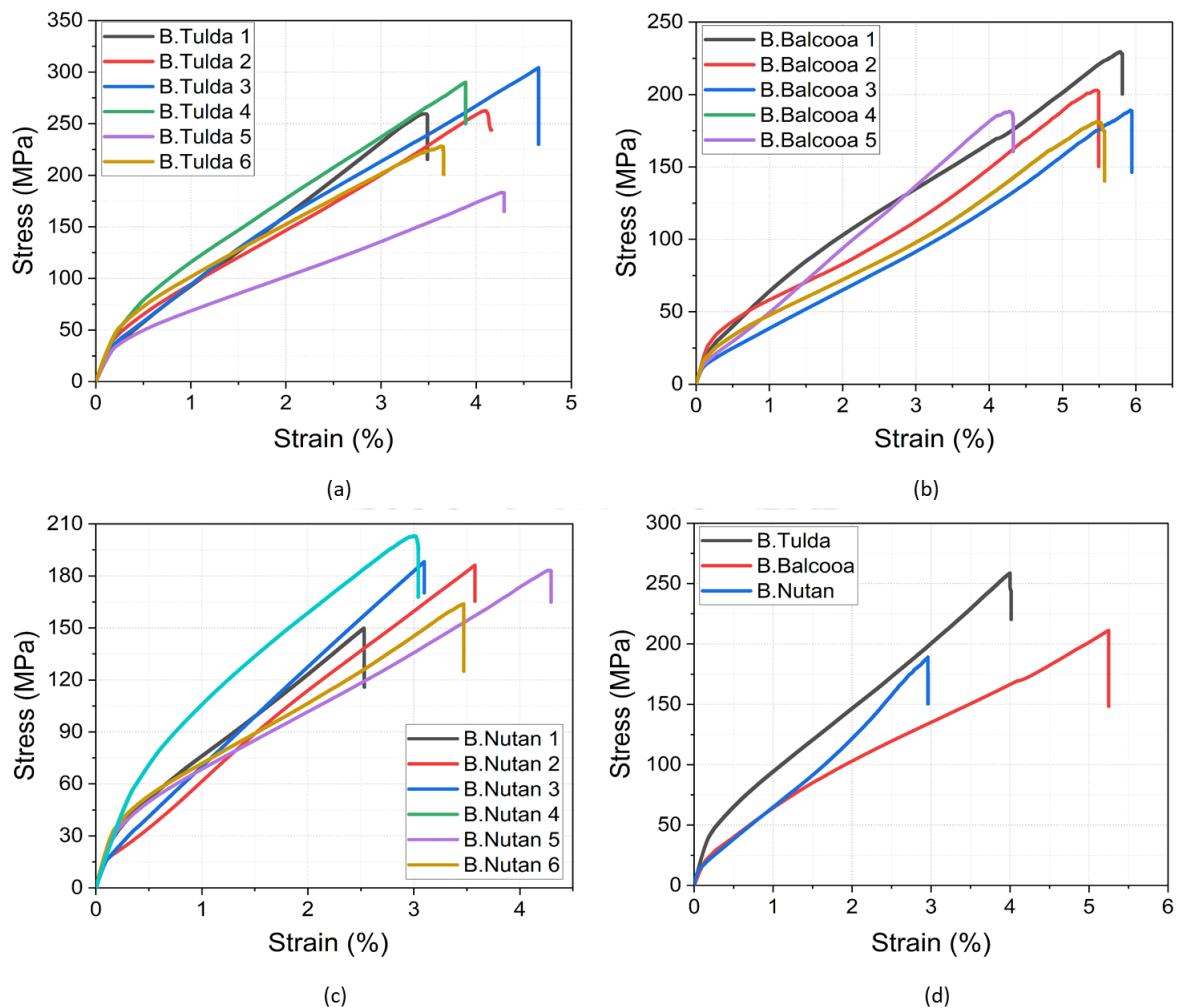 350
300
250
200
150
100
50
0
Stress (MPa)
B.Tulda 1
B.Tulda 2
B.Tulda 3
B.Tulda 4
B.Tulda 5
B.Tulda 6
0 1 2 3 4 5
Strain (%)
(a)
250
200
150
100
50
0
Stress (MPa)
B.Balcooa 1
B.Balcooa 2
B.Balcooa 3
B.Balcooa 4
B.Balcooa 5
0 1 2 3 4 5 6
Strain (%)
(b)
210
180
150
120
90
60
30
0
Stress (MPa)
B.Nutan 1
B.Nutan 2
B.Nutan 3
B.Nutan 4
B.Nutan 5
B.Nutan 6
0 1 2 3 4
Strain (%)
(c)
300
250
200
150
100
50
0
Stress (MPa)
B.Tulda
B.Balcooa
B.Nutan
0 1 2 3 4 5 6
Strain (%)
(d)